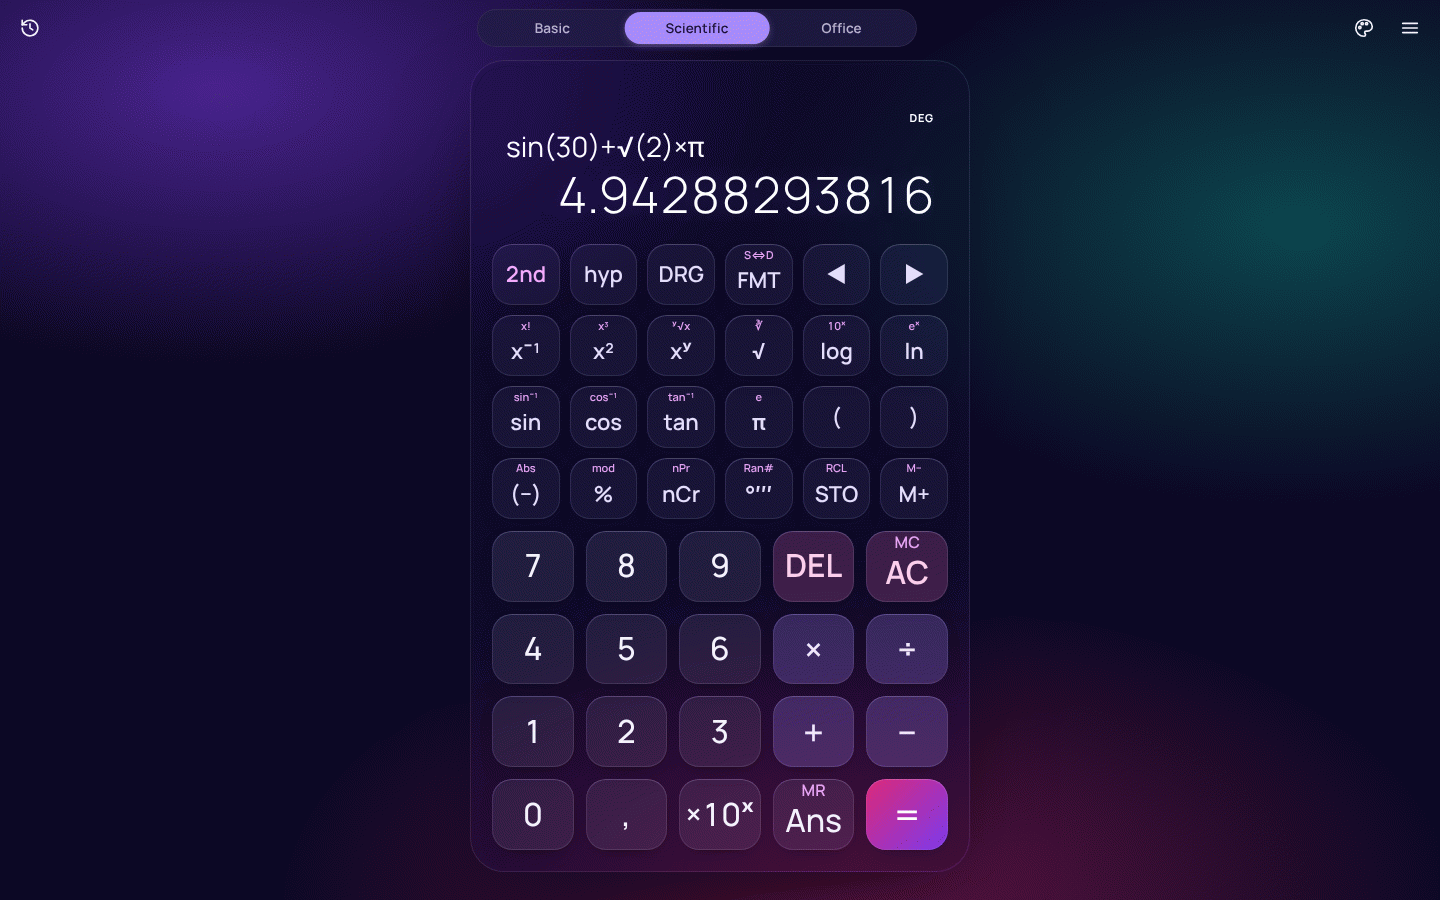 Basic Scientific Office
DEG
sin(30)+√(2)×π
4.94288293816
S⇔D
2nd hyp DRG FMT ◀ ▶
x! x³ ʸ√x ∛ 10ˣ eˣ
x⁻¹ x² xʸ √ log ln
sin⁻¹ cos⁻¹ tan⁻¹ e
sin cos tan π ( )
Abs mod nPr Ran# RCL M−
(−) % nCr °′″′ STO M+
MC
7 8 9 DEL AC
4 5 6 × ÷
1 2 3 + −
MR
0 , ×10ˣ Ans =